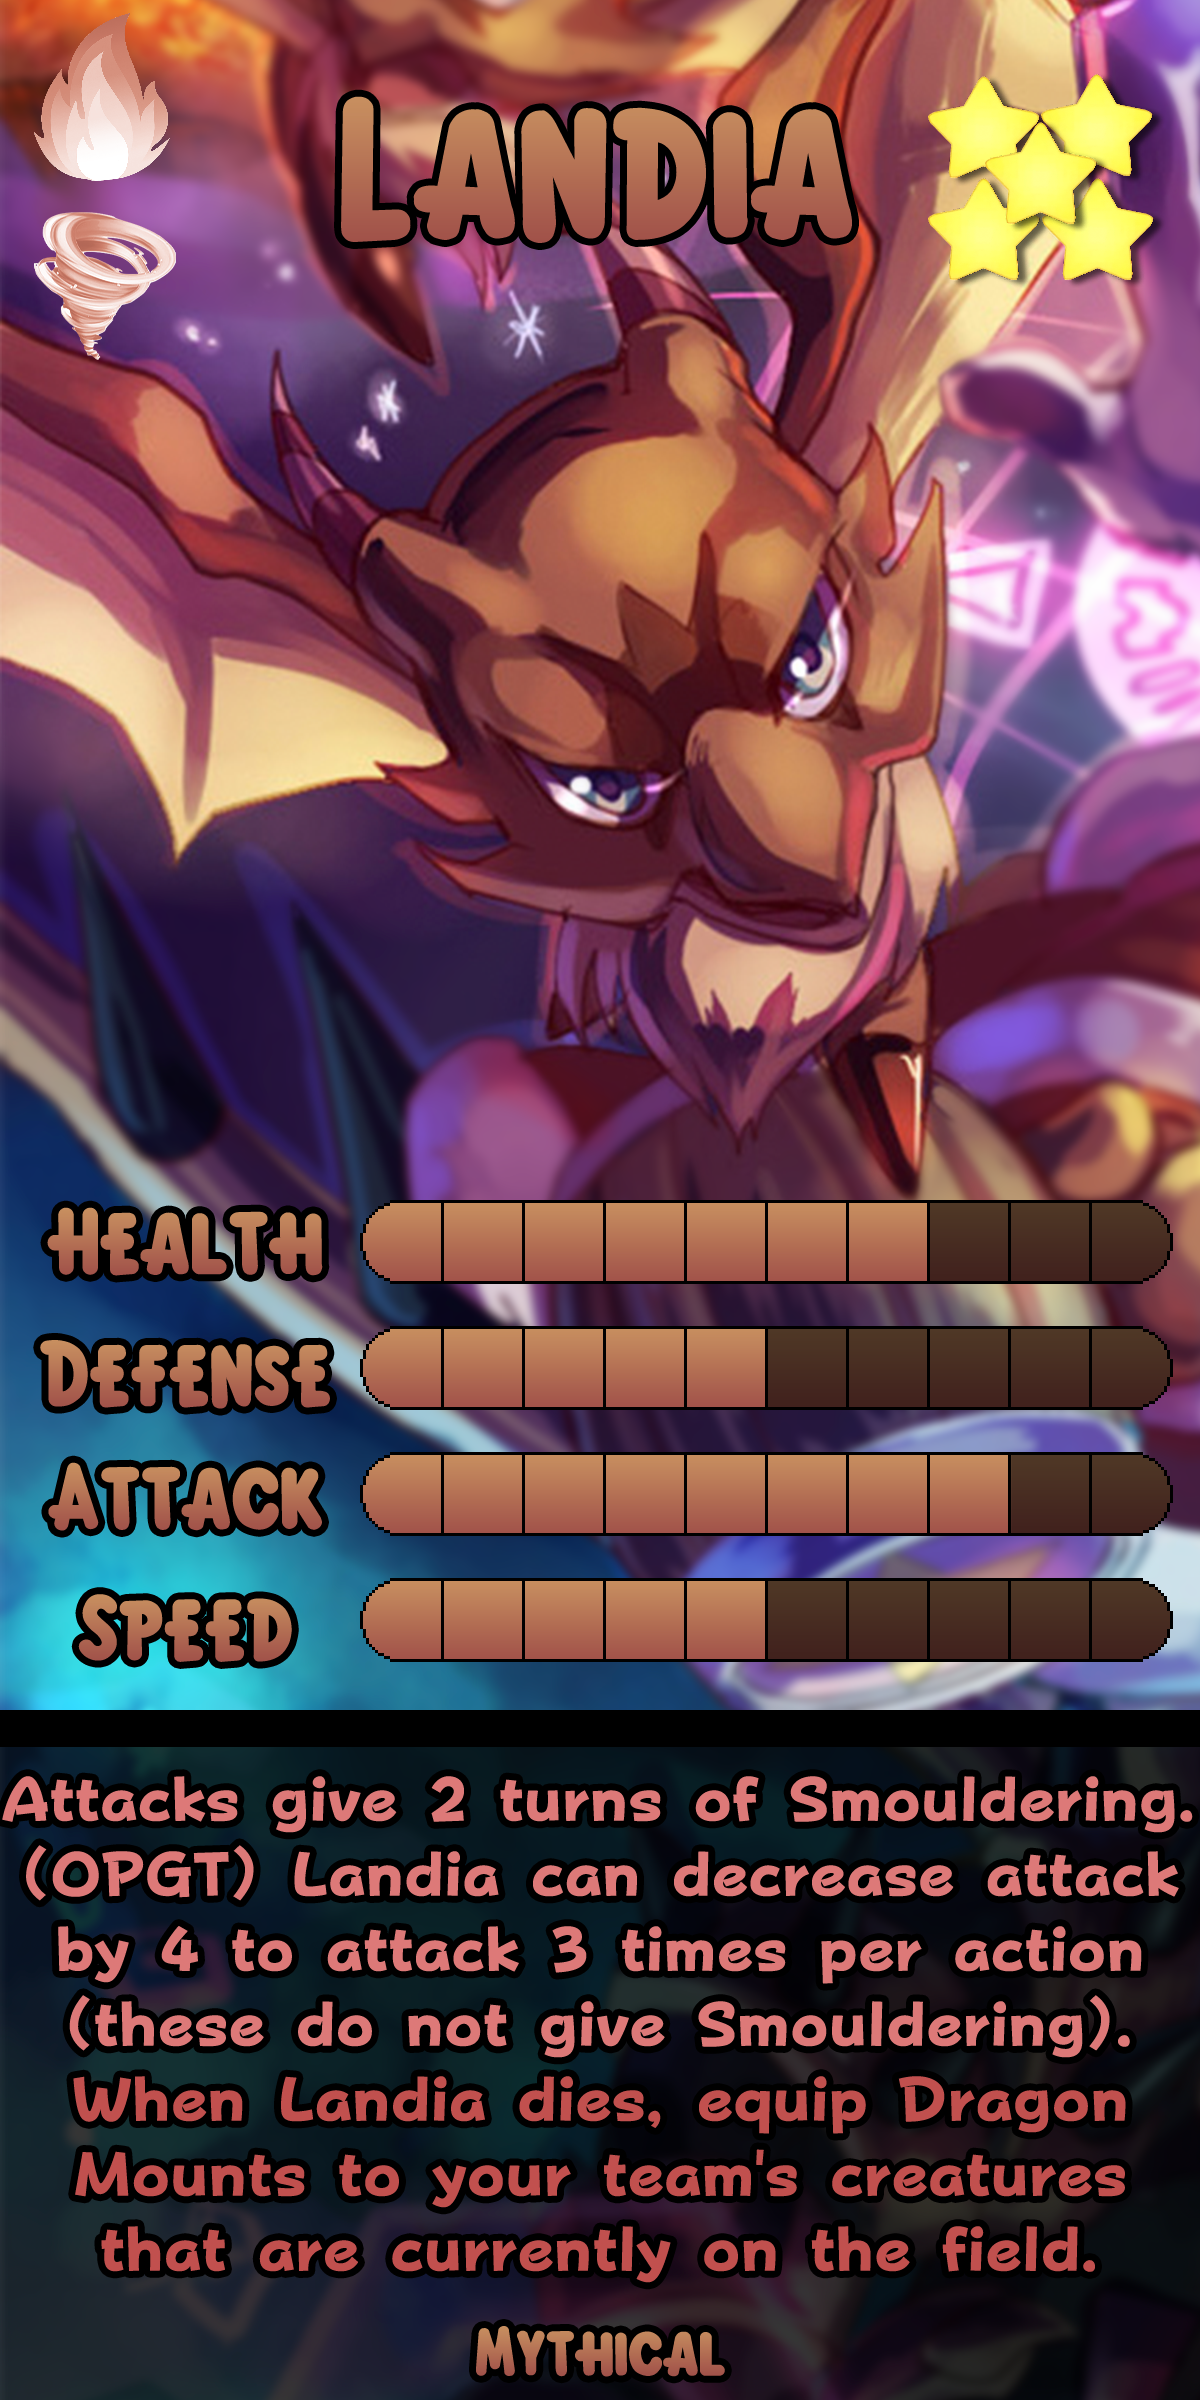 Landia
Health
Defense
Attack
Speed
Attacks give 2 turns of Smouldering.
(OPGT) Landia can decrease attack
by 4 to attack 3 times per action
(these do not give Smouldering).
When Landia dies, equip Dragon
Mounts to your team's creatures
that are currently on the field.
Mythical